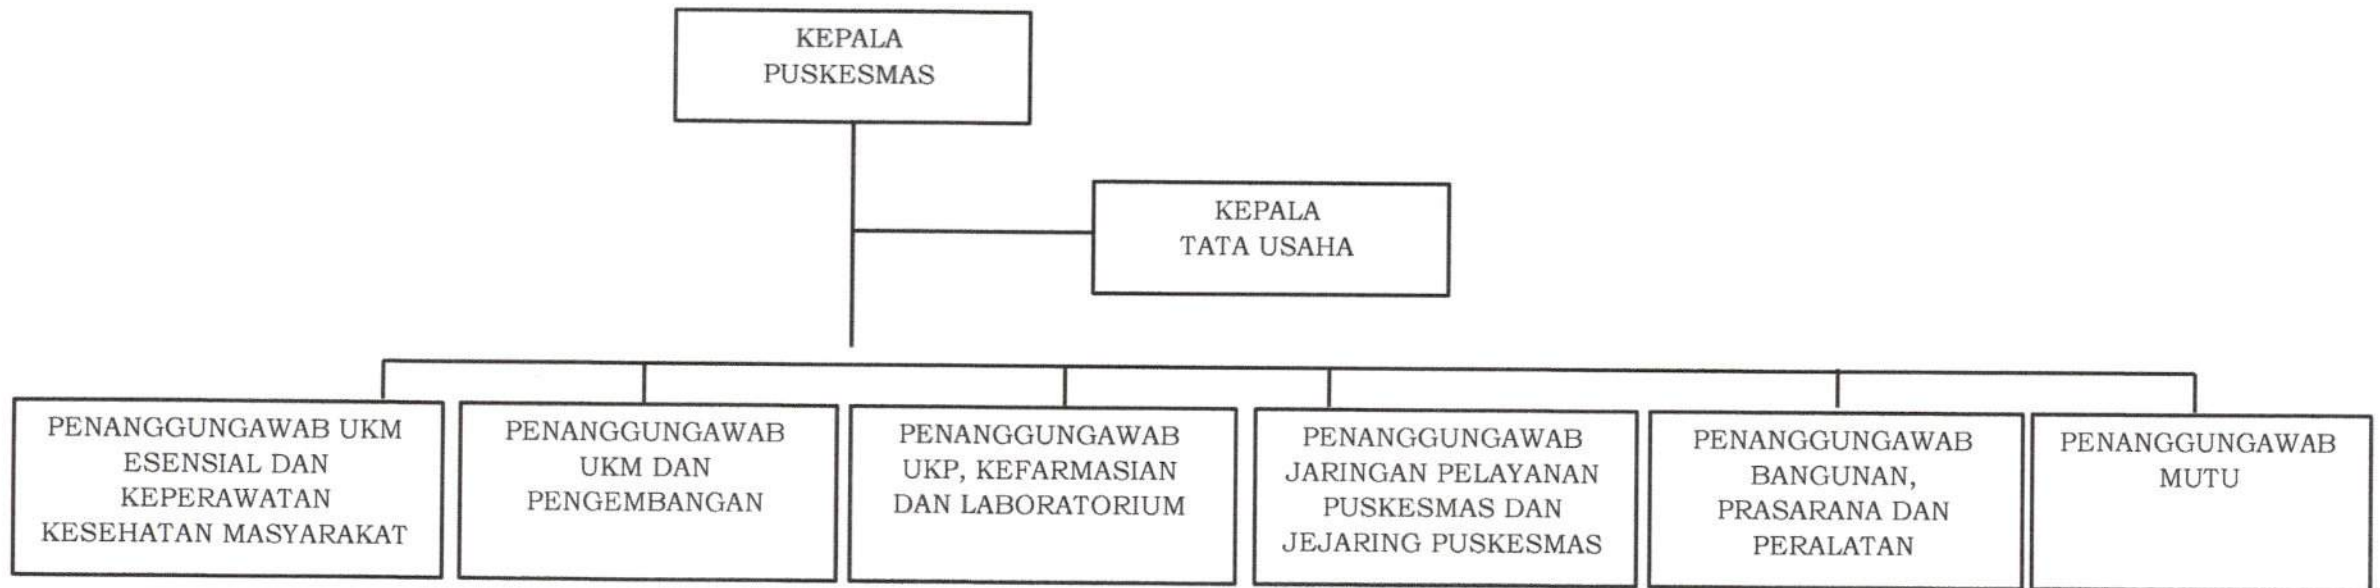 KEPALA
PUSKESMAS
KEPALA
TATA USAHA
PENANGGUNGAWAB UKM
ESENSIAL DAN
KEPERAWATAN
KESEHATAN MASYARAKAT
PENANGGUNGAWAB
UKM DAN
PENGEMBANGAN
PENANGGUNGAWAB
UKP, KEFARMASIAN
DAN LABORATORIUM
PENANGGUNGAWAB
JARINGAN PELAYANAN
PUSKESMAS DAN
JEJARING PUSKESMAS
PENANGGUNGAWAB
BANGUNAN,
PRASARANA DAN
PERALATAN
PENANGGUNGAWAB
MUTU